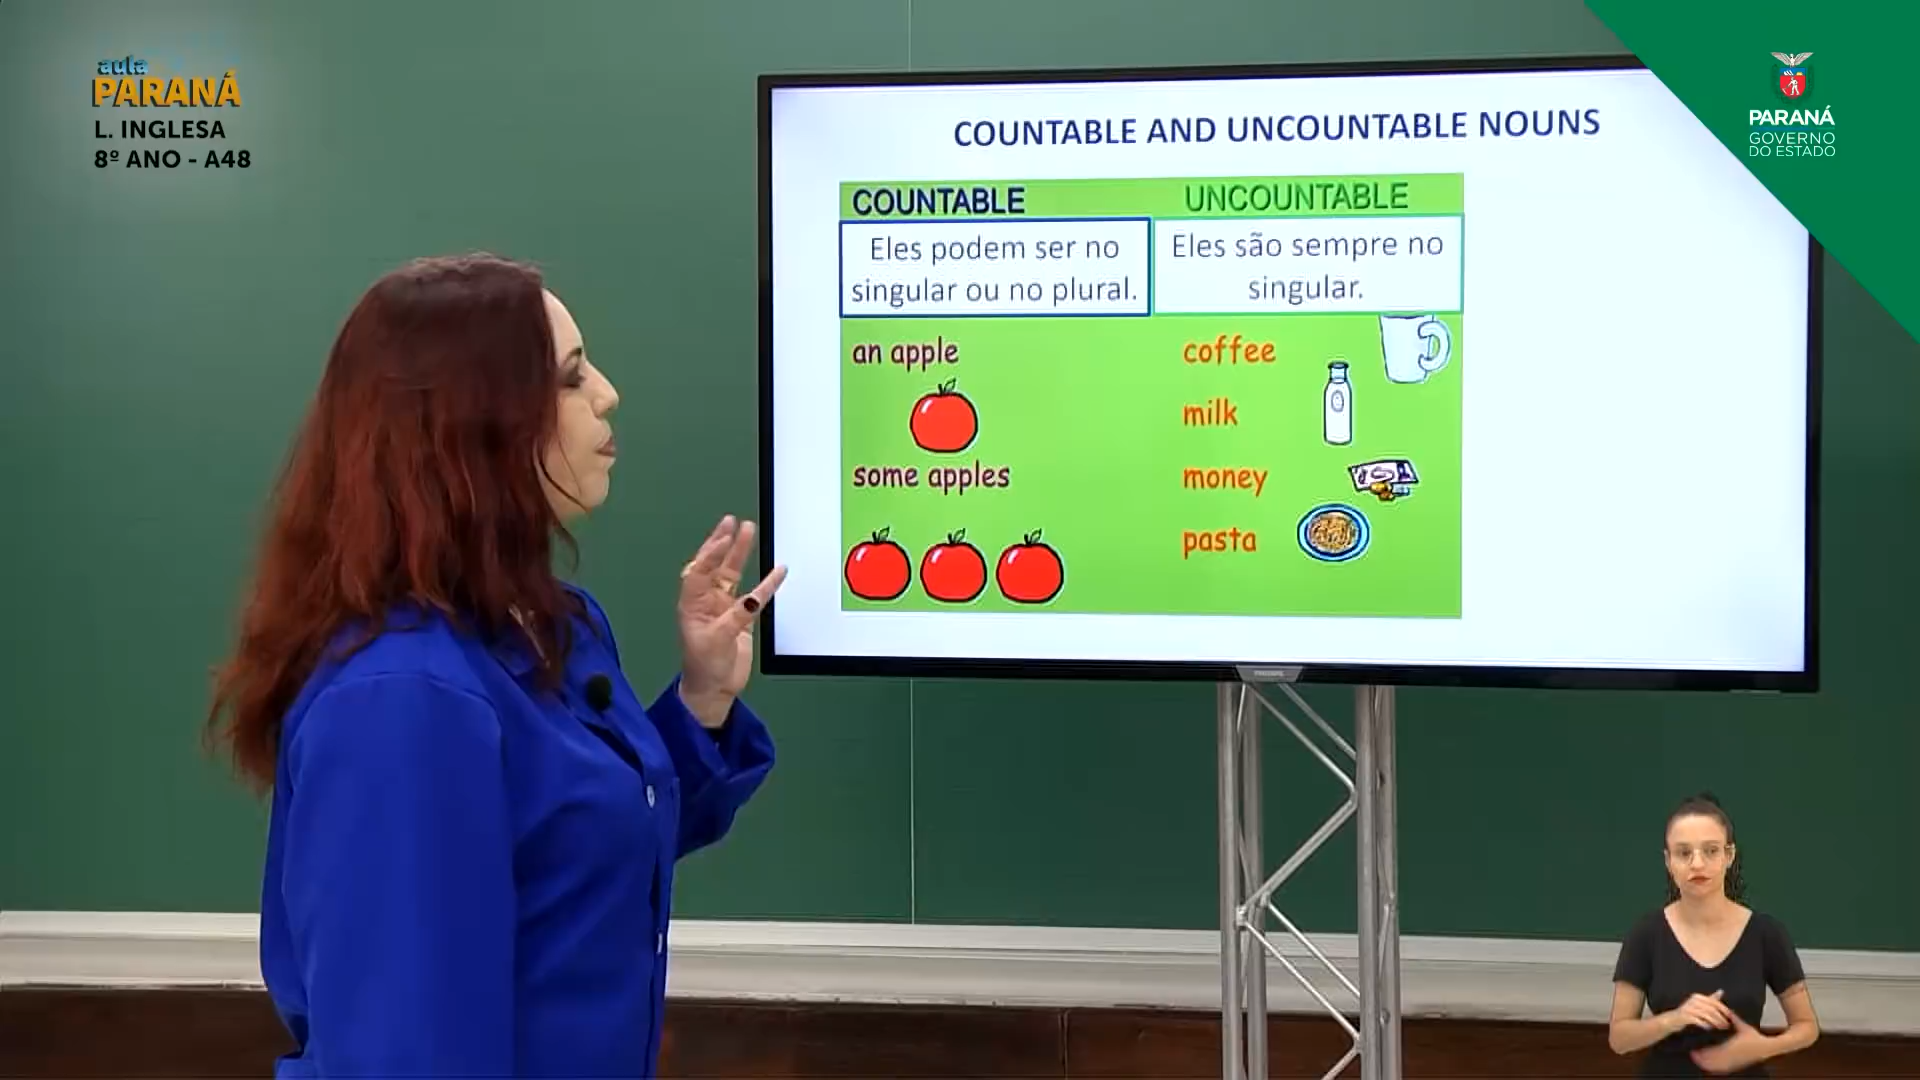 aula
PARANÁ
L. INGLESA
8º ANO - A48
PARANÁ
GOVERNO
DO ESTADO
COUNTABLE AND UNCOUNTABLE NOUNS
COUNTABLE
Eles podem ser no
singular ou no plural.
an apple
some apples
UNCOUNTABLE
Eles são sempre no
singular.
coffee
milk
money
pasta